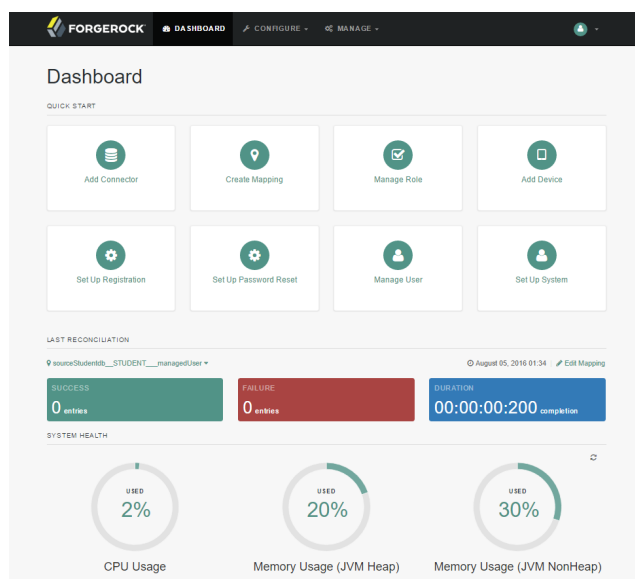 FORGEROCK DASHBOARD CONFIGURE MANAGE
Dashboard
QUICK START
Add Connector Create Mapping Manage Role Add Device
Set Up Registration Set Up Password Reset Manage User Set Up System
LAST RECONCILIATION
sourceStudentdb__STUDENT___managedUser August 05, 2016 01:34 Edit Mapping
SUCCESS FAILURE DURATION
0 entries 0 entries 00:00:00:200 completion
SYSTEM HEALTH
USED USED USED
2% 20% 30%
CPU Usage Memory Usage (JVM Heap) Memory Usage (JVM NonHeap)